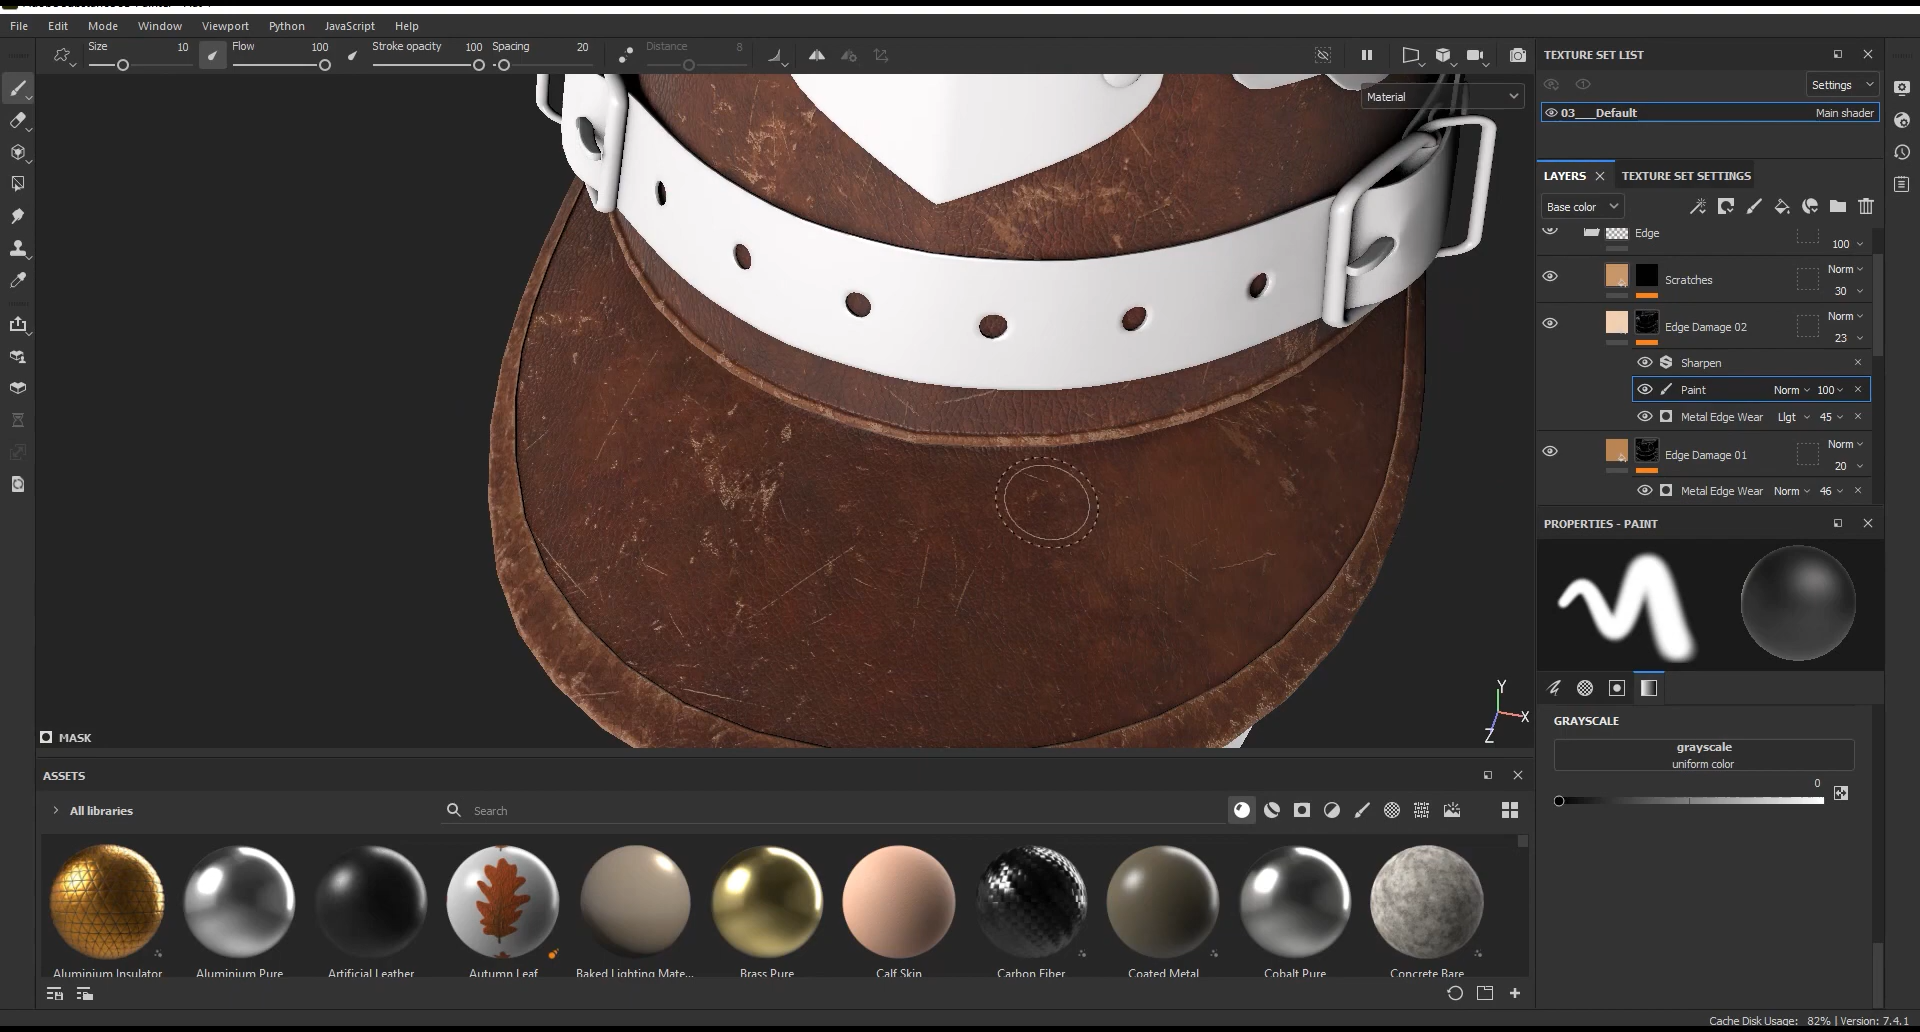 File Edit Mode Window Viewport Python JavaScript Help
Size 10 Flow 100 Stroke opacity 100 Spacing 20 Distance 8
TEXTURE SET LIST
Settings
Material
03___Default Main shader
LAYERS TEXTURE SET SETTINGS
Base color
Edge
100
Norm
Scratches
30
Norm
Edge Damage 02
23
Sharpen
Paint Norm 100
Metal Edge Wear Llgt 45
Norm
Edge Damage 01
20
Metal Edge Wear Norm 46
PROPERTIES - PAINT
Y
X
Z
GRAYSCALE
grayscale
uniform color
0
MASK
ASSETS
All libraries
Search
Aluminium Insulator Aluminium Pure Artificial Leather Autumn Leaf Baked Lighting Mate... Brass Pure Calf Skin Carbon Fiber Coated Metal Cobalt Pure Concrete Bare
Cache Disk Usage: 82% | Version: 7.4.1